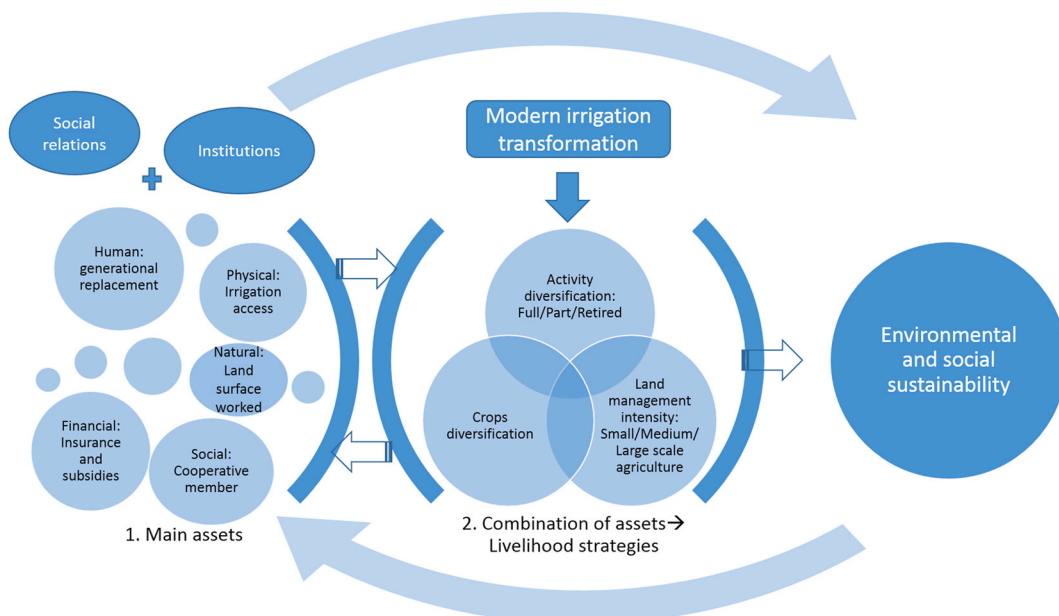 Social
relations
Institutions
Modern irrigation
transformation
Human:
generational
replacement
Physical:
Irrigation
access
Natural:
Land
surface
worked
Financial:
Insurance
and
subsidies
Social:
Cooperative
member
1. Main assets
Activity
diversification:
Full/Part/Retired
Crops
diversification
Land
management
intensity:
Small/Medium/
Large scale
agriculture
2. Combination of assets→
Livelihood strategies
Environmental
and social
sustainability